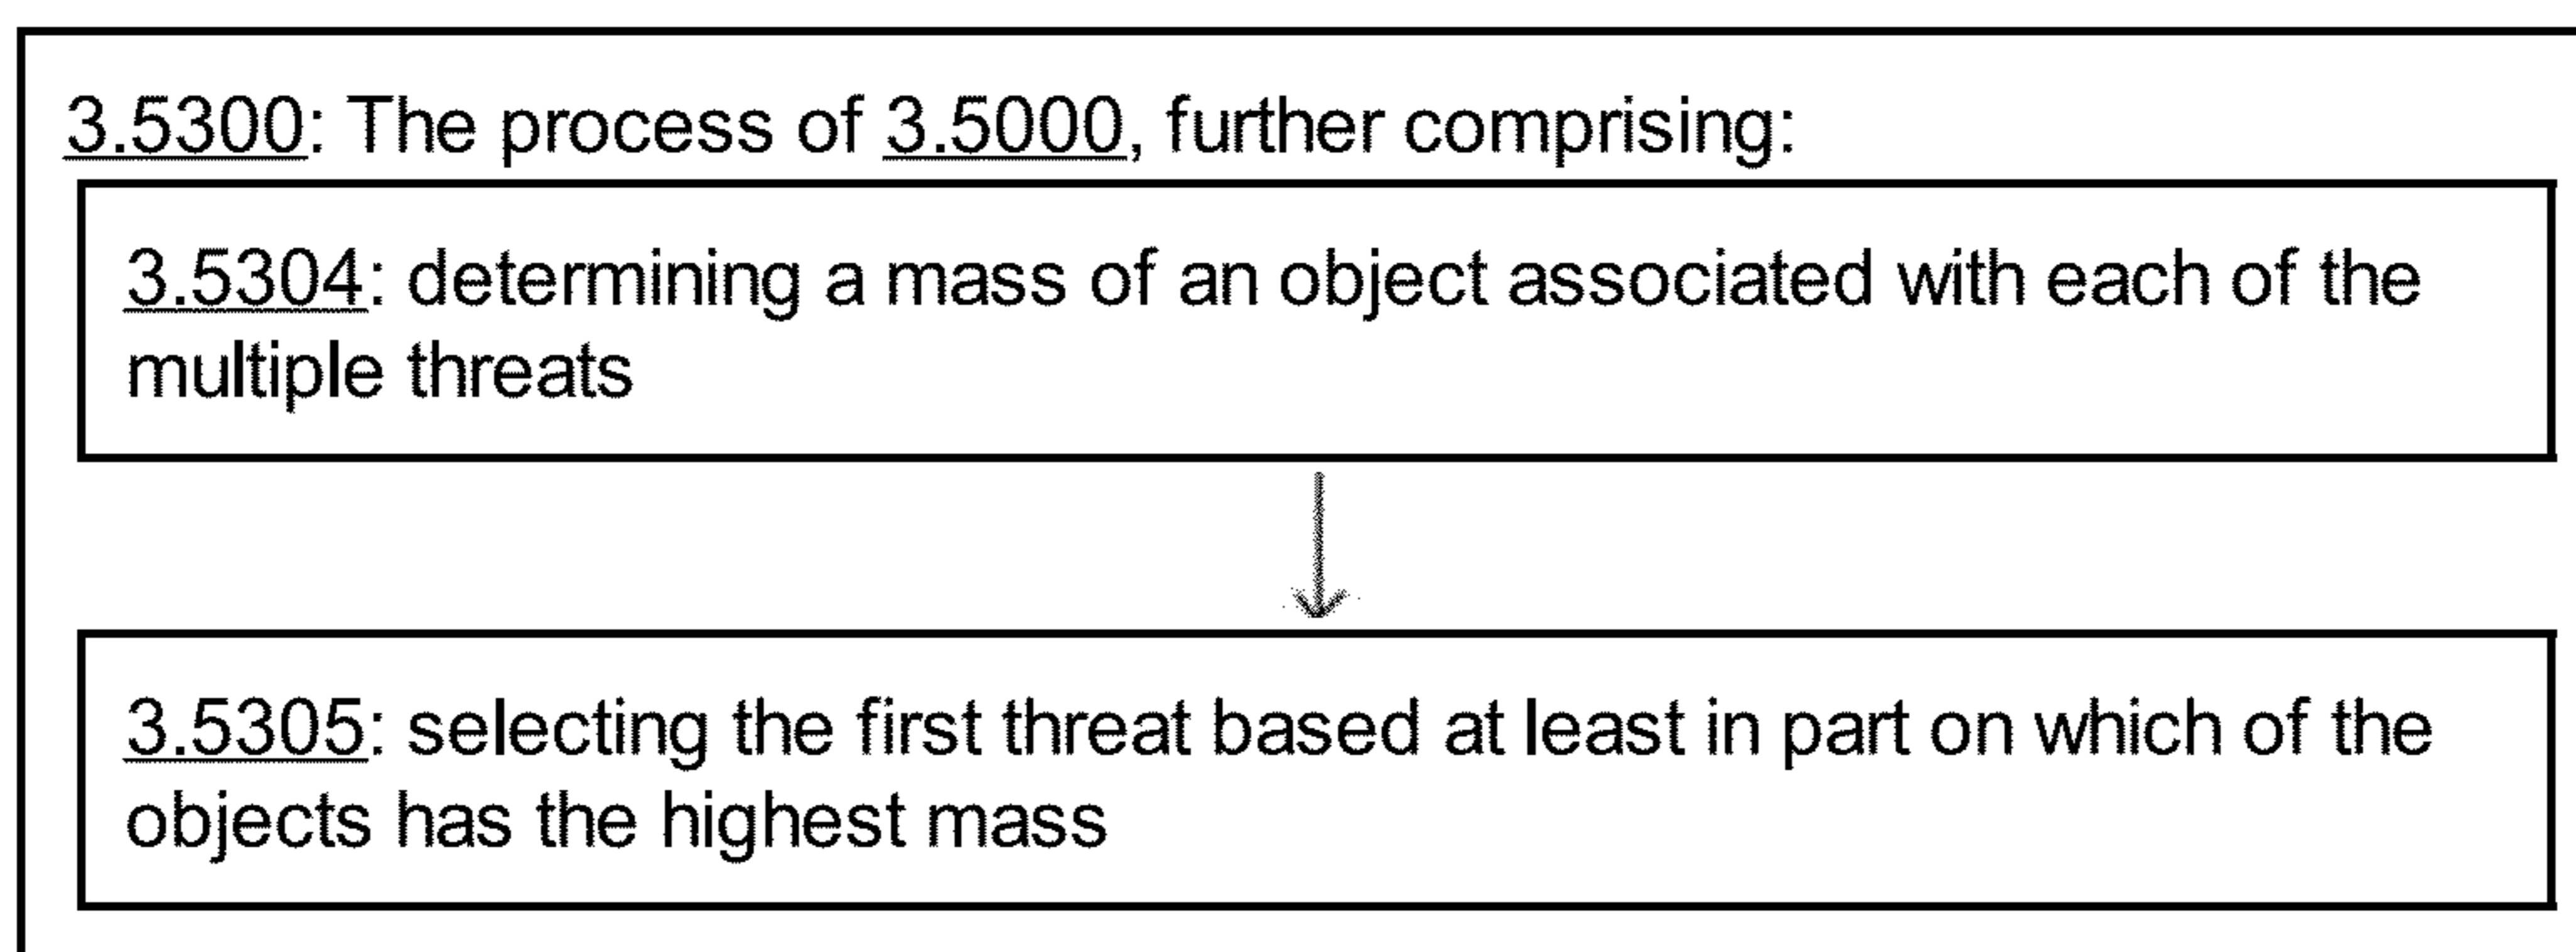 3.5300: The process of 3.5000, further comprising:
3.5304: determining a mass of an object associated with each of the
multiple threats
3.5305: selecting the first threat based at least in part on which of the
objects has the highest mass